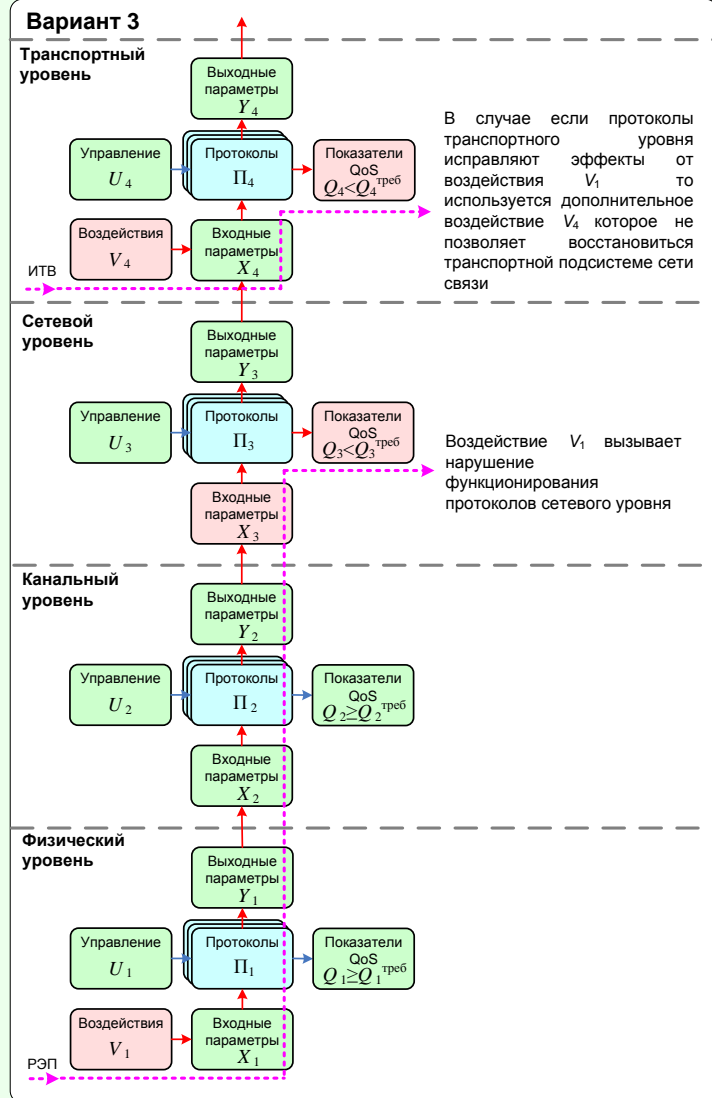 Вариант 3
Транспортный
уровень
Выходные
параметры
Y4
Управление
U4
Протоколы
П4
Показатели
QoS
Q4<Q4треб
Воздействия
V4
Входные
параметры
X4
ИТВ
В случае если протоколы
транспортного уровня
исправляют эффекты от
воздействия V1 то
используется дополнительное
воздействие V4 которое не
позволяет восстановиться
транспортной подсистеме сети
связи
Сетевой
уровень
Выходные
параметры
Y3
Управление
U3
Протоколы
П3
Показатели
QoS
Q3<Q3треб
Входные
параметры
X3
Воздействие V1 вызывает
нарушение
функционирования
протоколов сетевого уровня
Канальный
уровень
Выходные
параметры
Y2
Управление
U2
Протоколы
П2
Показатели
QoS
Q2≥Q2треб
Входные
параметры
X2
Физический
уровень
Выходные
параметры
Y1
Управление
U1
Протоколы
П1
Показатели
QoS
Q1≥Q1треб
Воздействия
V1
Входные
параметры
X1
РЭП